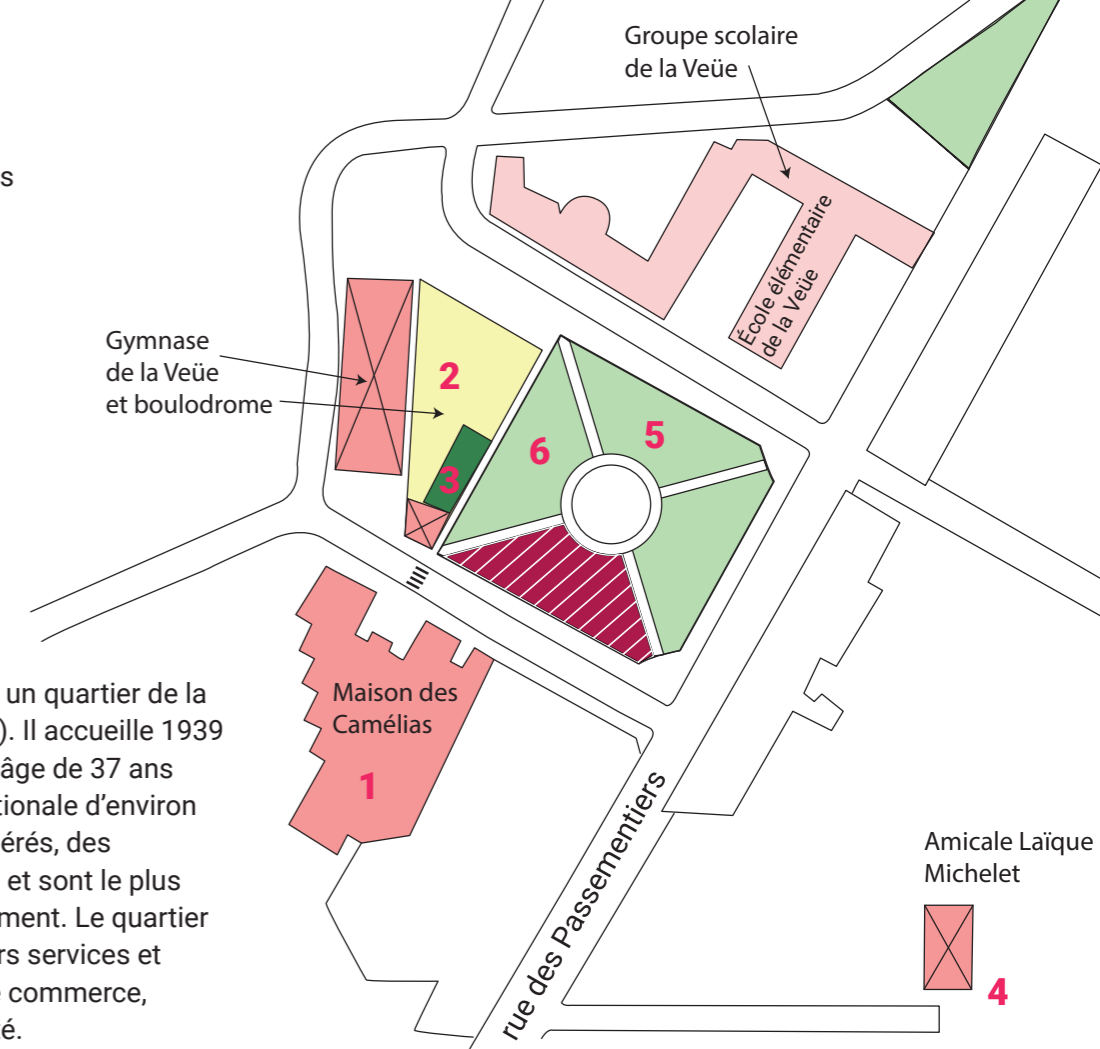 Groupe scolaire
de la Veüe
s
École élémentaire
de la Veüe
Gymnase
de la Veüe
et boulodrome
2
5
6
3
un quartier de la
). Il accueille 1939
âge de 37 ans
tionale d’environ
érés, des
et sont le plus
ment. Le quartier
rs services et
e commerce,
té.
Maison des
Camélias
1
rue des Passementiers
Amicale Laïque
Michelet
4